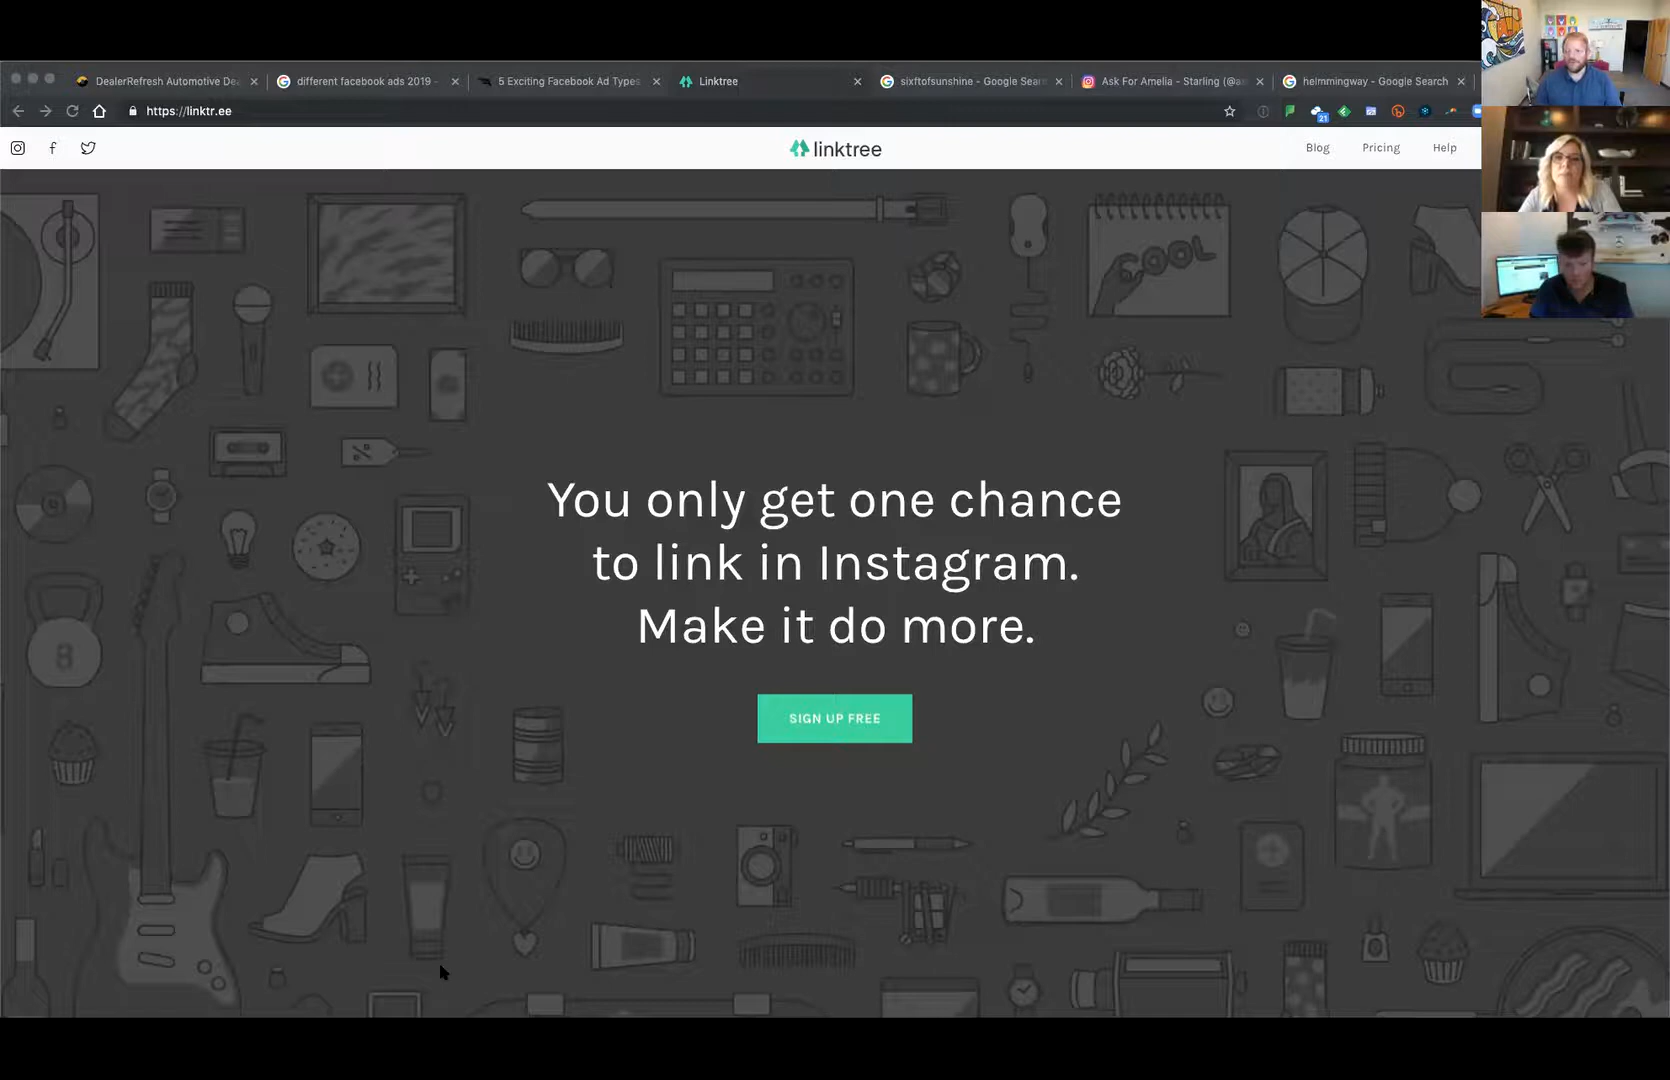 DealerRefresh Automotive De
different facebook ads 2019 -
5 Exciting Facebook Ad Types
Linktree
sixftofsunshine - Google Sear
Ask For Amelia - Starling (@a
helmmingway - Google Search
https://linktr.ee
21
linktree
Blog
Pricing
Help
COOL
You only get one chance
to link in Instagram.
Make it do more.
8
SIGN UP FREE